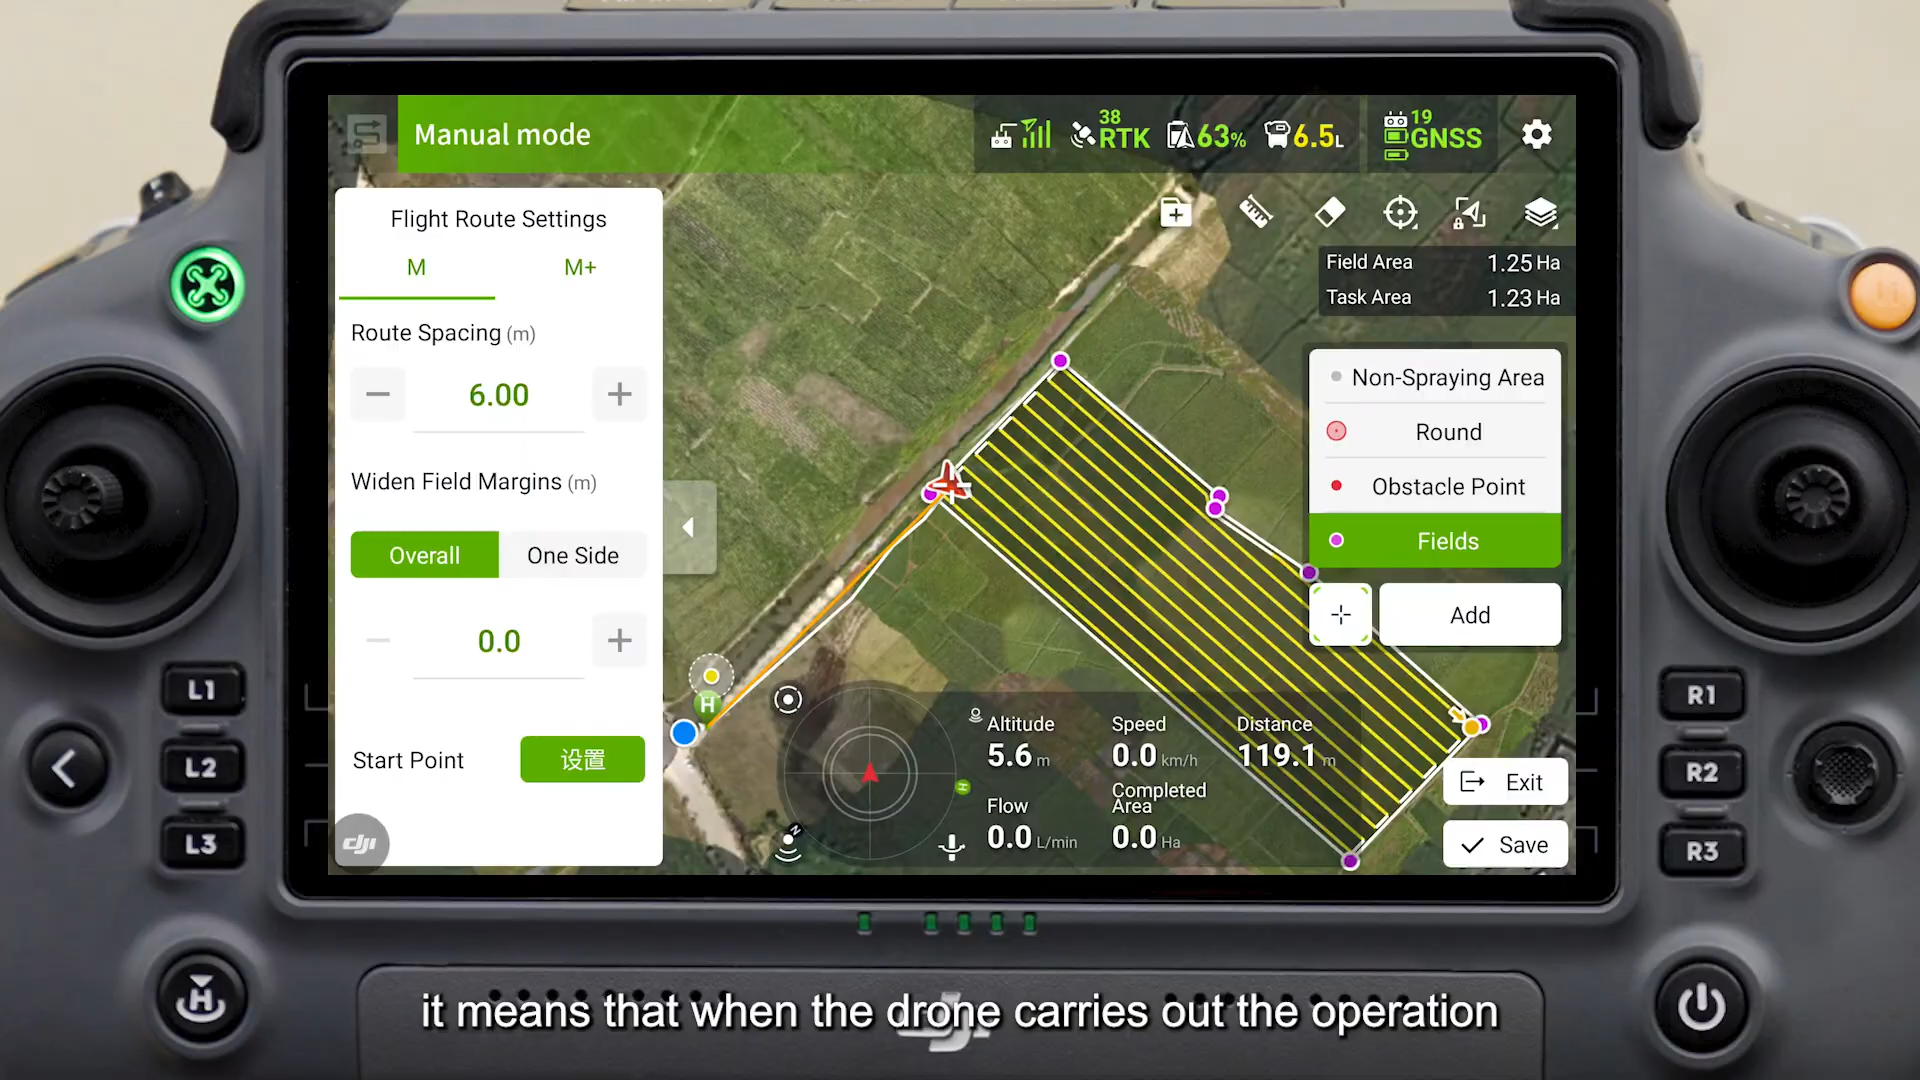 Manual mode
38
RTK
63%
6.5L
19
GNSS
Flight Route Settings
M
M+
Route Spacing (m)
6.00
Widen Field Margins (m)
Overall
One Side
0.0
Start Point
设置
dji
Field Area
1.25 Ha
Task Area
1.23 Ha
Non-Spraying Area
Round
Obstacle Point
Fields
Add
H
Altitude
5.6 m
Speed
0.0 km/h
Distance
119.1 m
Flow
0.0 L/min
Completed
Area
0.0 Ha
H
N
Exit
Save
L1
L2
L3
R1
R2
R3
H
it means that when the drone carries out the operation